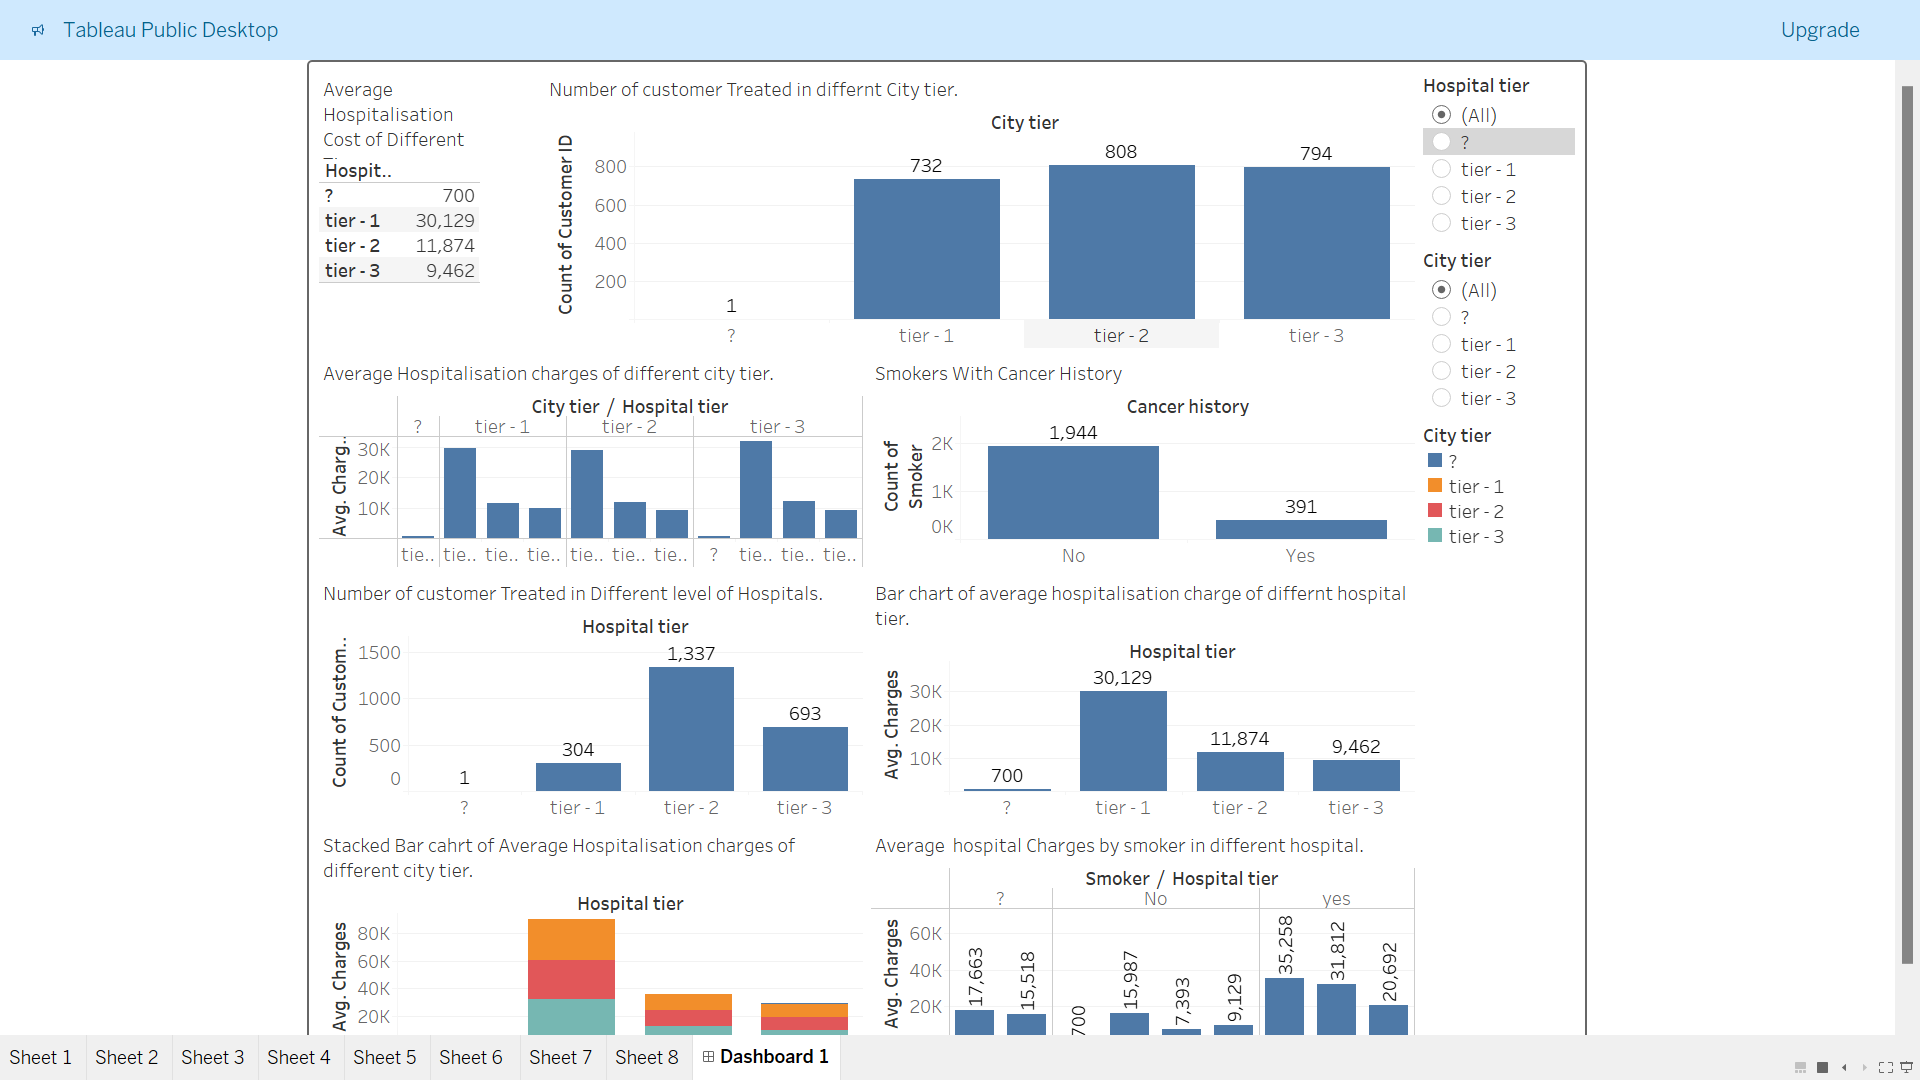 Tableau Public Desktop
Upgrade
Average
Hospitalisation
Cost of Different
Hospit..
? 700
tier - 1 30,129
tier - 2 11,874
tier - 3 9,462
Number of customer Treated in differnt City tier.
City tier
Count of Customer ID
800
600
400
200
1
732
808
794
?
tier - 1
tier - 2
tier - 3
Hospital tier
(All)
?
tier - 1
tier - 2
tier - 3
City tier
(All)
?
tier - 1
tier - 2
tier - 3
City tier
?
tier - 1
tier - 2
tier - 3
Average Hospitalisation charges of different city tier.
City tier / Hospital tier
? tier - 1 tier - 2 tier - 3
Avg. Charg..
30K
20K
10K
tie.. tie.. tie.. tie.. tie.. tie.. tie.. ? tie.. tie.. tie..
Smokers With Cancer History
Cancer history
Count of
Smoker
2K
1K
0K
1,944
391
No
Yes
Number of customer Treated in Different level of Hospitals.
Hospital tier
Count of Custom..
1500
1000
500
0
1
304
1,337
693
?
tier - 1
tier - 2
tier - 3
Bar chart of average hospitalisation charge of differnt hospital
tier.
Hospital tier
Avg. Charges
30K
20K
10K
700
30,129
11,874
9,462
?
tier - 1
tier - 2
tier - 3
Stacked Bar cahrt of Average Hospitalisation charges of
different city tier.
Hospital tier
Avg. Charges
80K
60K
40K
20K
Average hospital Charges by smoker in different hospital.
Smoker / Hospital tier
? No yes
Avg. Charges
60K
40K
20K
17,663
15,518
700
15,987
7,393
9,129
35,258
31,812
20,692
Sheet 1 Sheet 2 Sheet 3 Sheet 4 Sheet 5 Sheet 6 Sheet 7 Sheet 8 Dashboard 1